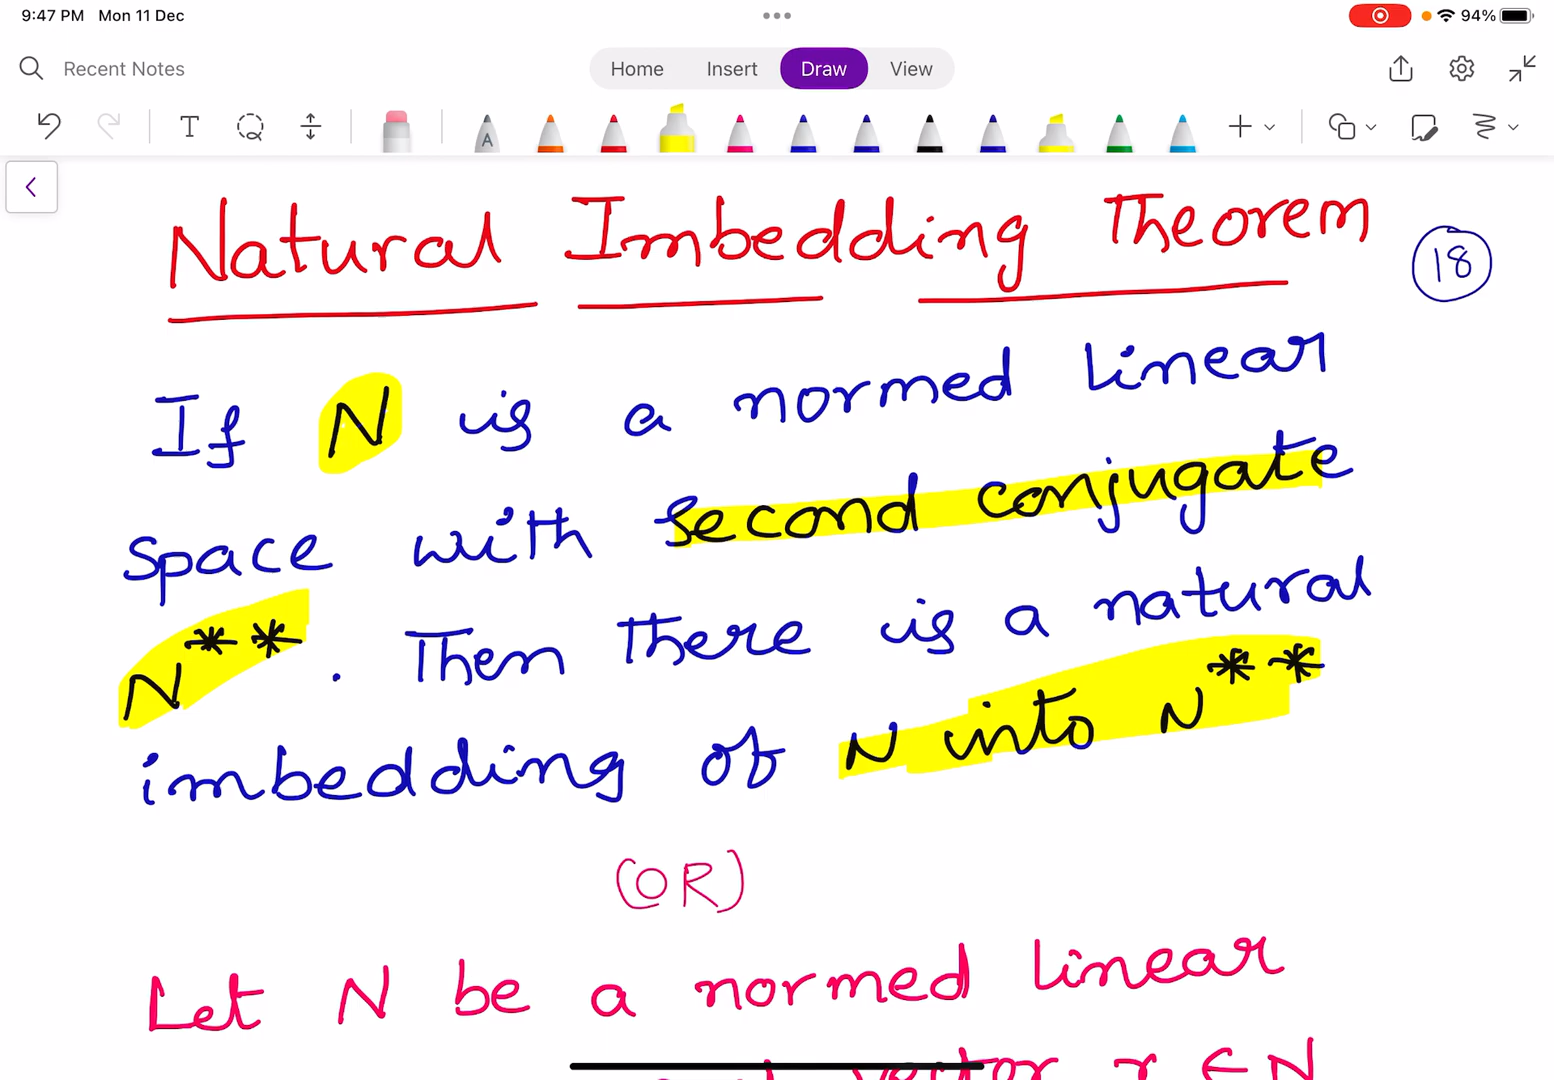 9:47 PM Mon 11 Dec
94%
Recent Notes
Home Insert Draw View
T A
Natural Imbedding Theorem
18
If N is a normed linear
space with second conjugate
N** . Then there is a natural
imbedding of N into N**
(OR)
Let N be a normed linear
vector x ∈ N